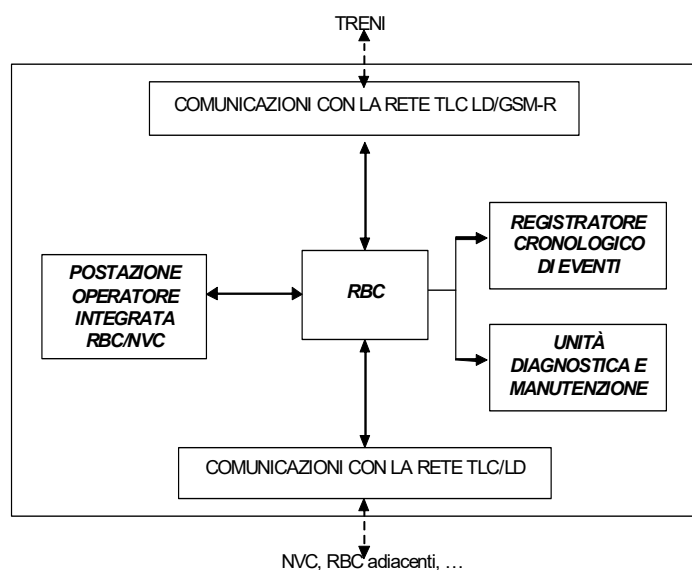 TRENI
COMUNICAZIONI CON LA RETE TLC LD/GSM-R
REGISTRATORE
CRONOLOGICO
DI EVENTI
POSTAZIONE
OPERATORE
INTEGRATA
RBC/NVC
RBC
UNITÀ
DIAGNOSTICA E
MANUTENZIONE
COMUNICAZIONI CON LA RETE TLC/LD
NVC, RBC adiacenti, ...